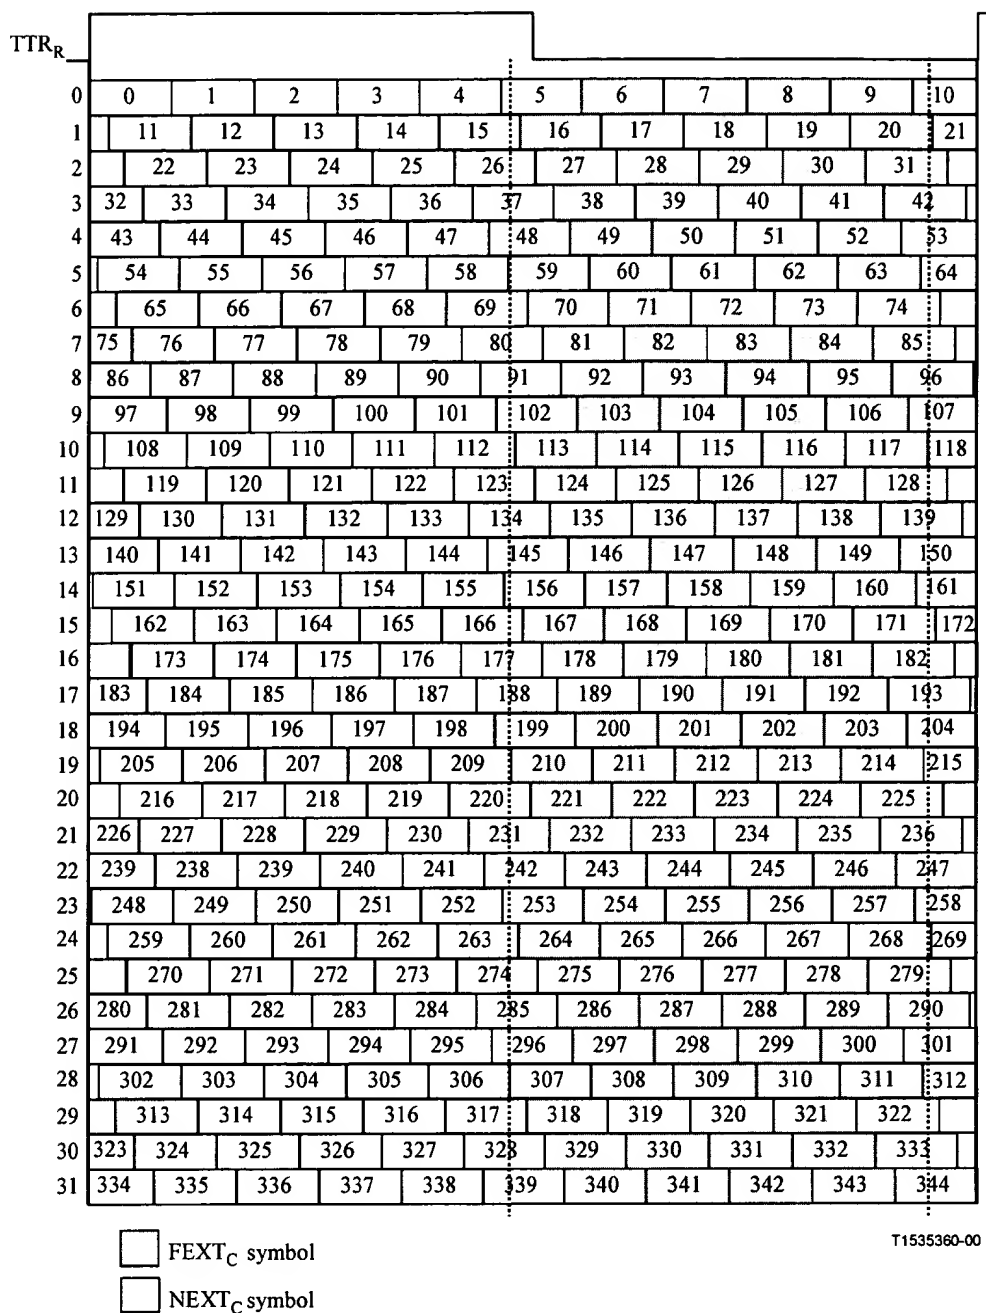 TTRR
0 0 1 2 3 4 5 6 7 8 9 10
1 11 12 13 14 15 16 17 18 19 20 21
2 22 23 24 25 26 27 28 29 30 31
3 32 33 34 35 36 37 38 39 40 41 42
4 43 44 45 46 47 48 49 50 51 52 53
5 54 55 56 57 58 59 60 61 62 63 64
6 65 66 67 68 69 70 71 72 73 74
7 75 76 77 78 79 80 81 82 83 84 85
8 86 87 88 89 90 91 92 93 94 95 96
9 97 98 99 100 101 102 103 104 105 106 107
10 108 109 110 111 112 113 114 115 116 117 118
11 119 120 121 122 123 124 125 126 127 128
12 129 130 131 132 133 134 135 136 137 138 139
13 140 141 142 143 144 145 146 147 148 149 150
14 151 152 153 154 155 156 157 158 159 160 161
15 162 163 164 165 166 167 168 169 170 171 172
16 173 174 175 176 177 178 179 180 181 182
17 183 184 185 186 187 188 189 190 191 192 193
18 194 195 196 197 198 199 200 201 202 203 204
19 205 206 207 208 209 210 211 212 213 214 215
20 216 217 218 219 220 221 222 223 224 225
21 226 227 228 229 230 231 232 233 234 235 236
22 239 238 239 240 241 242 243 244 245 246 247
23 248 249 250 251 252 253 254 255 256 257 258
24 259 260 261 262 263 264 265 266 267 268 269
25 270 271 272 273 274 275 276 277 278 279
26 280 281 282 283 284 285 286 287 288 289 290
27 291 292 293 294 295 296 297 298 299 300 301
28 302 303 304 305 306 307 308 309 310 311 312
29 313 314 315 316 317 318 319 320 321 322
30 323 324 325 326 327 328 329 330 331 332 333
31 334 335 336 337 338 339 340 341 342 343 344
FEXTC symbol
T1535360-00
NEXTC symbol